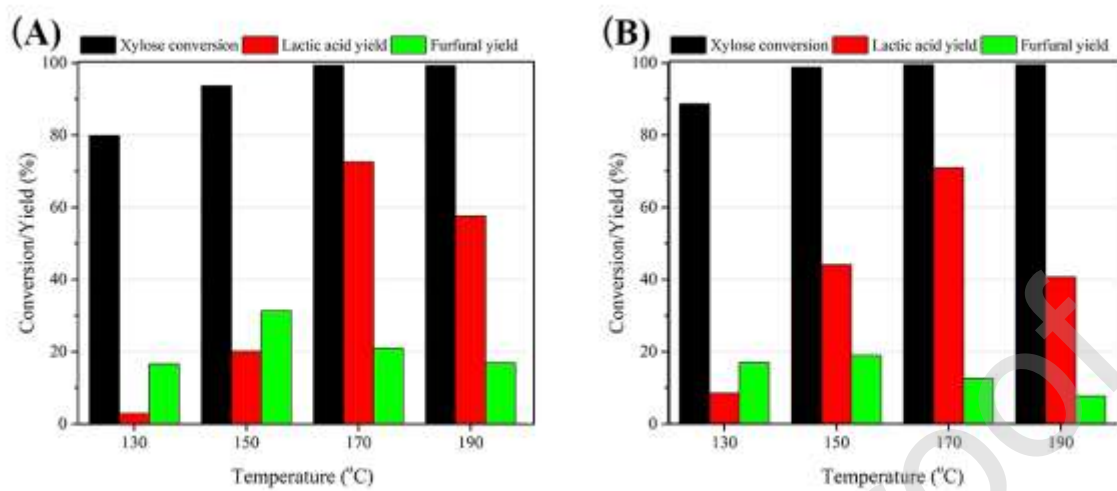 (A)
Xylose conversion Lactic acid yield Furfural yield
100
80
60
40
20
0
Conversion/Yield (%)
130 150 170 190
Temperature (°C)
(B)
Xylose conversion Lactic acid yield Furfural yield
100
80
60
40
20
0
Conversion/Yield (%)
130 150 170 190
Temperature (°C)
oof